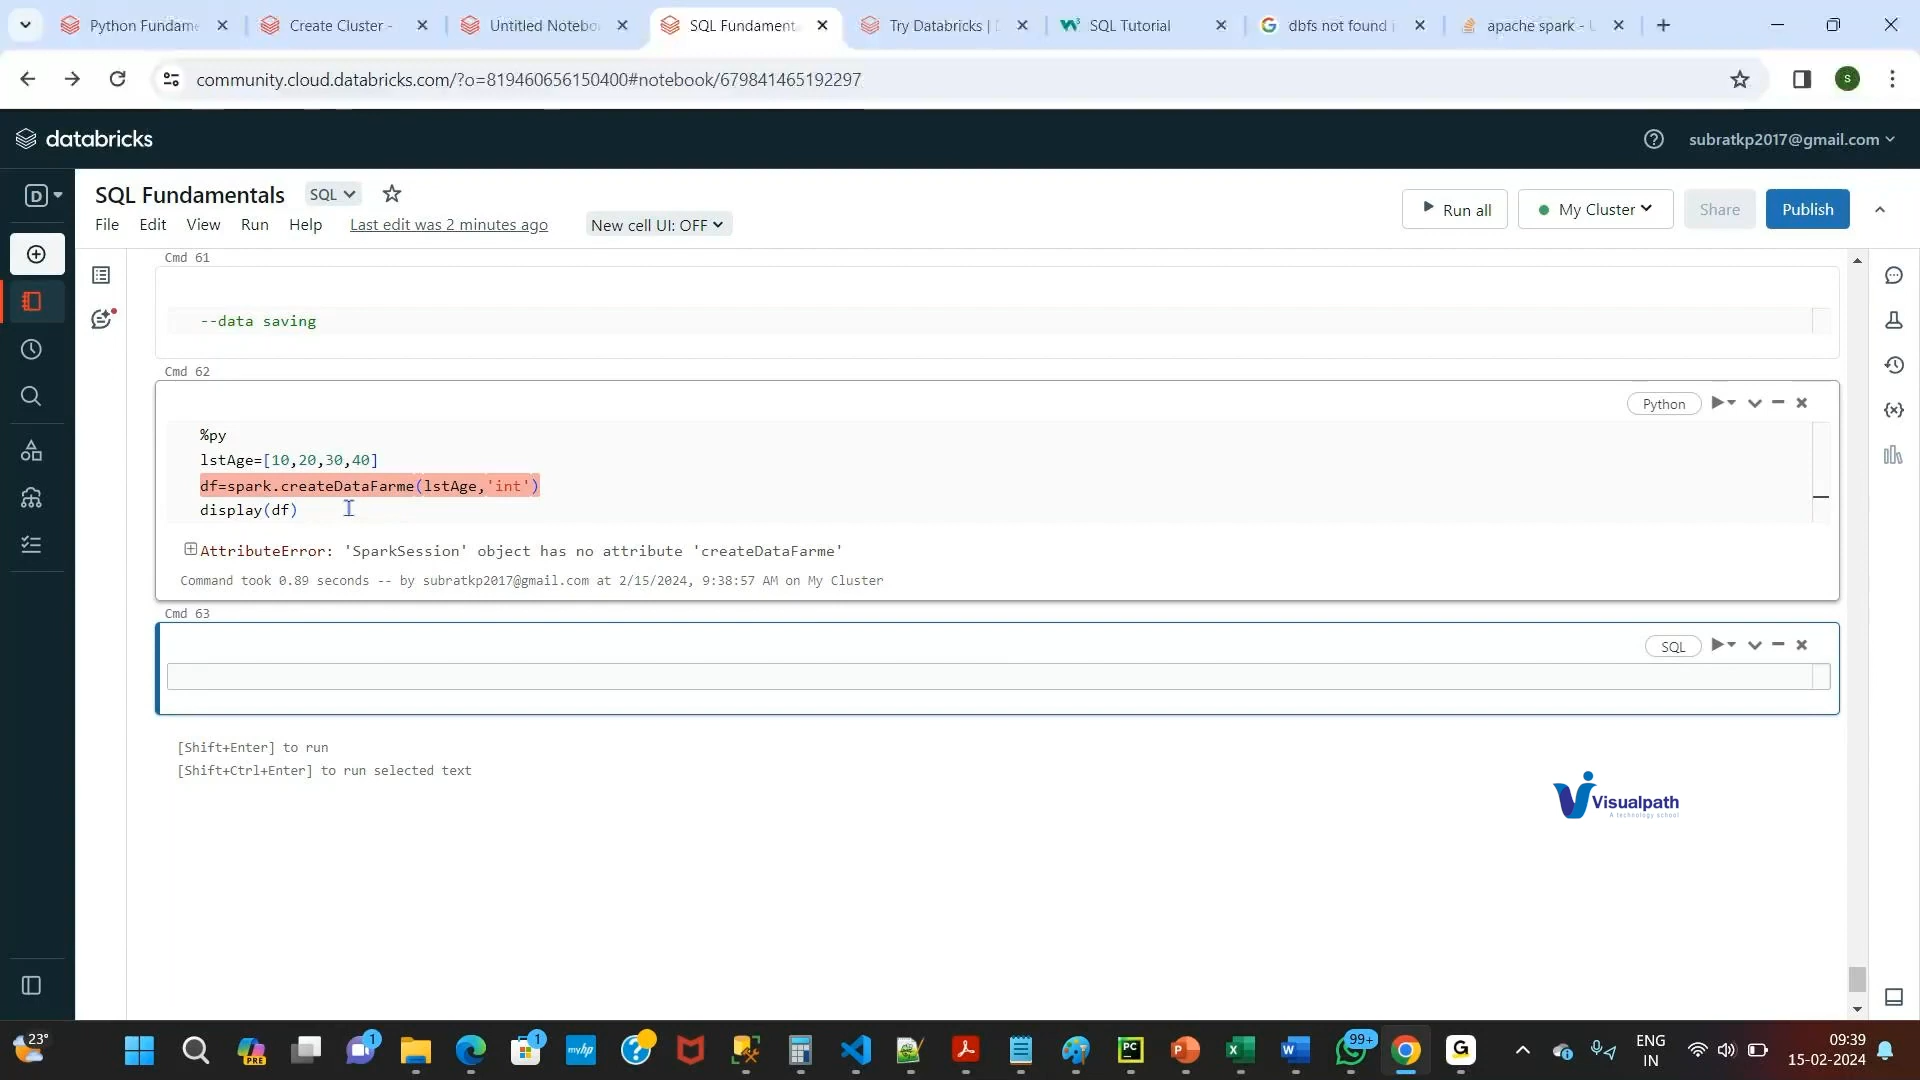 Python Fundame
Create Cluster -
Untitled Notebo
SQL Fundament
Try Databricks | D
SQL Tutorial
dbfs not found i
apache spark - U
community.cloud.databricks.com/?o=819460656150400#notebook/679841465192297
S
databricks
subratkp2017@gmail.com
D
SQL Fundamentals
SQL
File
Edit
View
Run
Help
Last edit was 2 minutes ago
New cell UI: OFF
Run all
My Cluster
Share
Publish
Cmd 61
--data saving
Cmd 62
Python
%py
lstAge=[10,20,30,40]
df=spark.createDataFarme(lstAge,'int')
display(df)
AttributeError: 'SparkSession' object has no attribute 'createDataFarme'
Command took 0.89 seconds -- by subratkp2017@gmail.com at 2/15/2024, 9:38:57 AM on My Cluster
Cmd 63
SQL
[Shift+Enter] to run
[Shift+Ctrl+Enter] to run selected text
Visualpath
A technology school
23°
PRE
1
1
myhp
99+
ENG
IN
09:39
15-02-2024